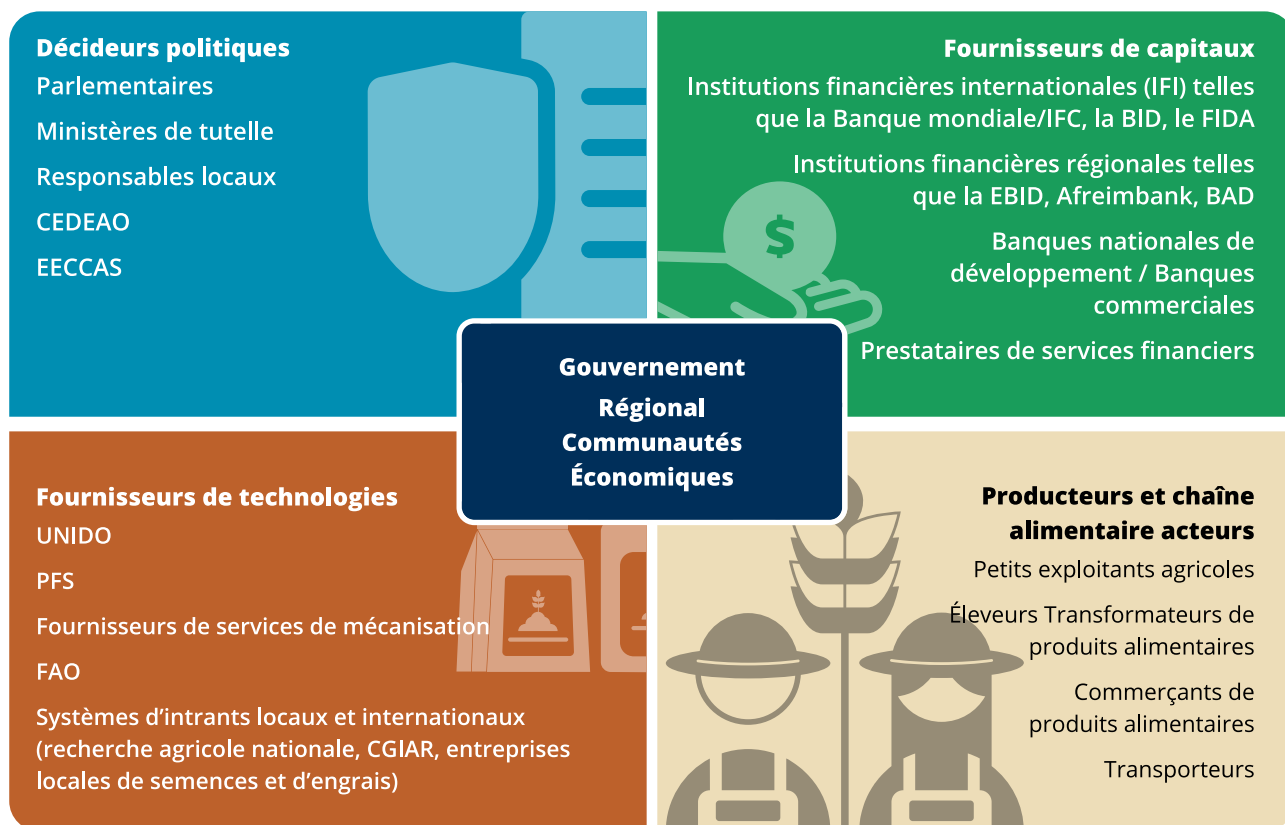 Décideurs politiques
Parlementaires
Ministères de tutelle
Responsables locaux
CEDEAO
EECCAS
Fournisseurs de capitaux
Institutions financières internationales (IFI) telles
que la Banque mondiale/IFC, la BID, le FIDA
Institutions financières régionales telles
que la EBID, Afreimbank, BAD
Banques nationales de
développement / Banques
commerciales
Prestataires de services financiers
$
Gouvernement
Régional
Communautés
Économiques
Fournisseurs de technologies
UNIDO
PFS
Fournisseurs de services de mécanisation
FAO
Systèmes d'intrants locaux et internationaux
(recherche agricole nationale, CGIAR, entreprises
locales de semences et d'engrais)
Producteurs et chaîne
alimentaire acteurs
Petits exploitants agricoles
Éleveurs Transformateurs de
produits alimentaires
Commerçants de
produits alimentaires
Transporteurs